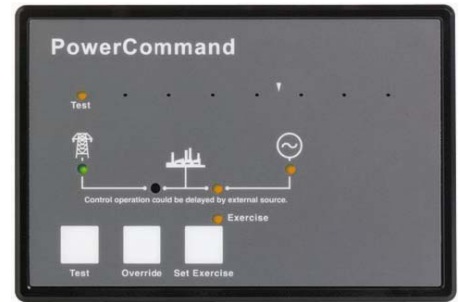 PowerCommand
Test
Control operation could be delayed by external source.
Exercise
Test Override Set Exercise